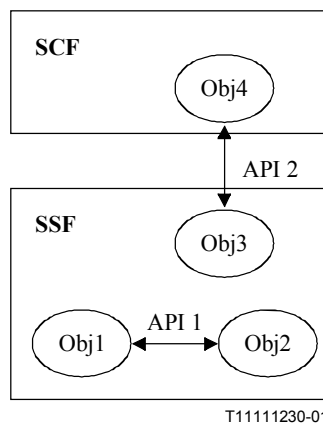 SCF
Obj4
API 2
SSF
Obj3
API 1
Obj1
Obj2
T11111230-01